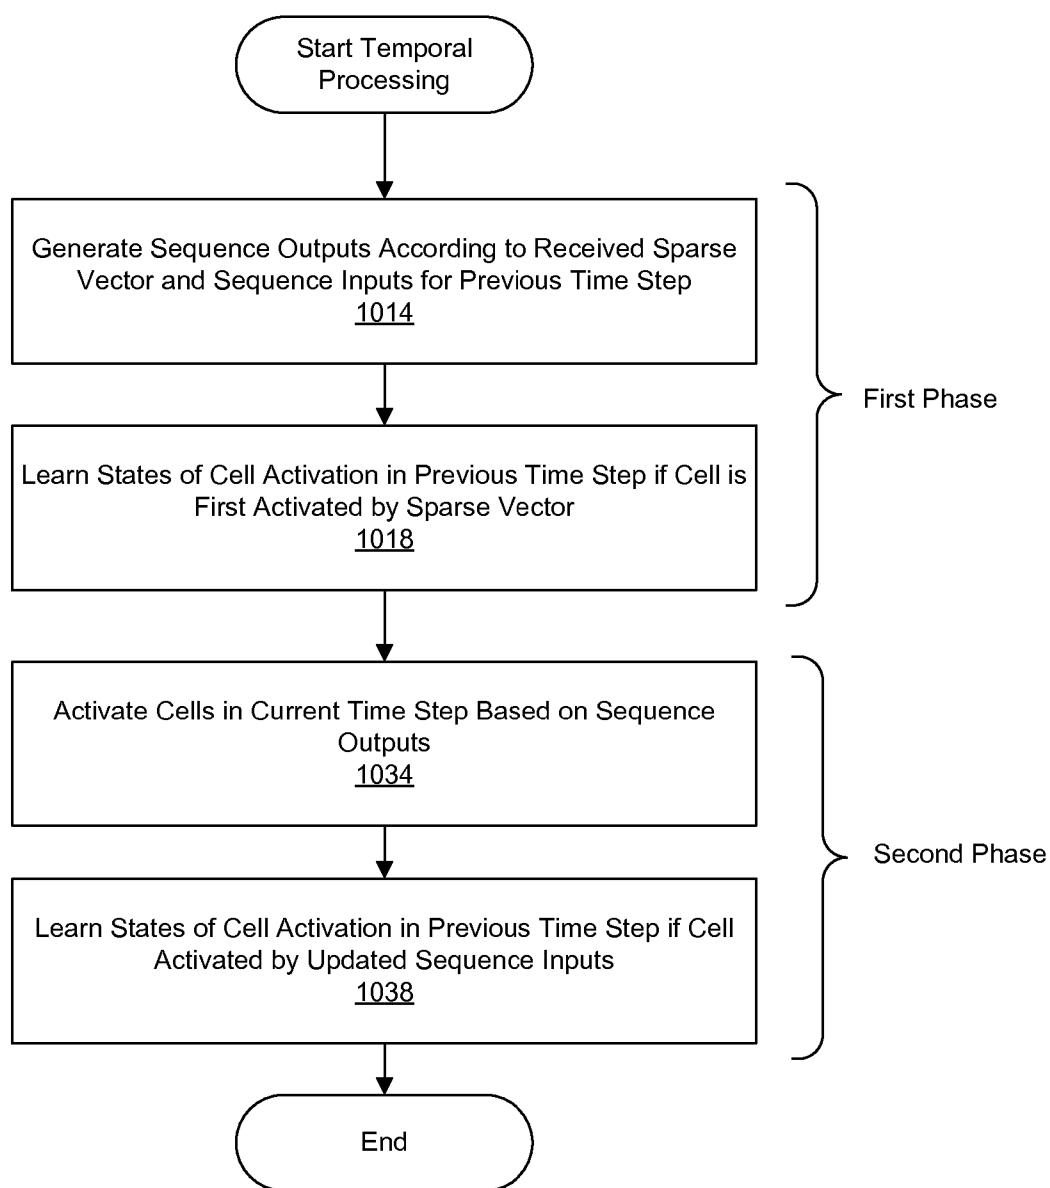 Start Temporal
Processing
Generate Sequence Outputs According to Received Sparse
Vector and Sequence Inputs for Previous Time Step
1014
First Phase
Learn States of Cell Activation in Previous Time Step if Cell is
First Activated by Sparse Vector
1018
Activate Cells in Current Time Step Based on Sequence
Outputs
1034
Second Phase
Learn States of Cell Activation in Previous Time Step if Cell
Activated by Updated Sequence Inputs
1038
End